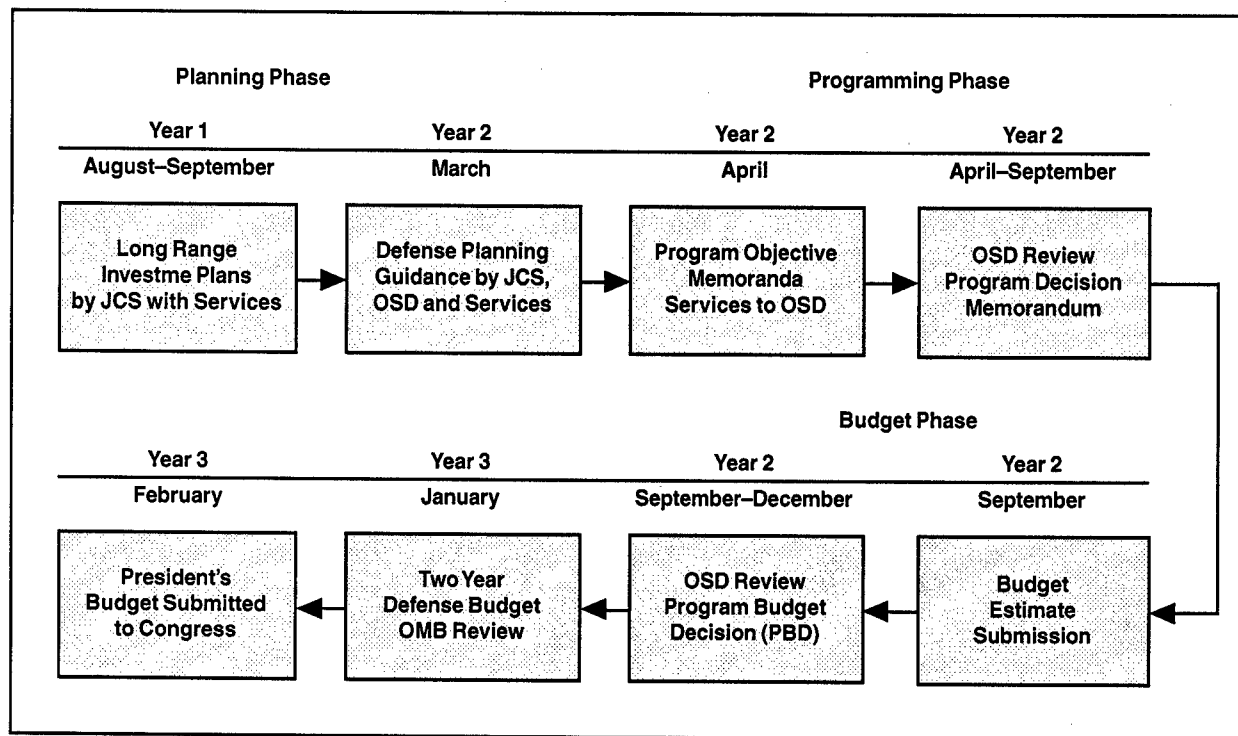 Planning Phase
Programming Phase
Year 1
Year 2
Year 2
Year 2
August–September
March
April
April–September
Long Range
Investme Plans
by JCS with Services
Defense Planning
Guidance by JCS,
OSD and Services
Program Objective
Memoranda
Services to OSD
OSD Review
Program Decision
Memorandum
Budget Phase
Year 3
Year 3
Year 2
Year 2
February
January
September–December
September
President's
Budget Submitted
to Congress
Two Year
Defense Budget
OMB Review
OSD Review
Program Budget
Decision (PBD)
Budget
Estimate
Submission